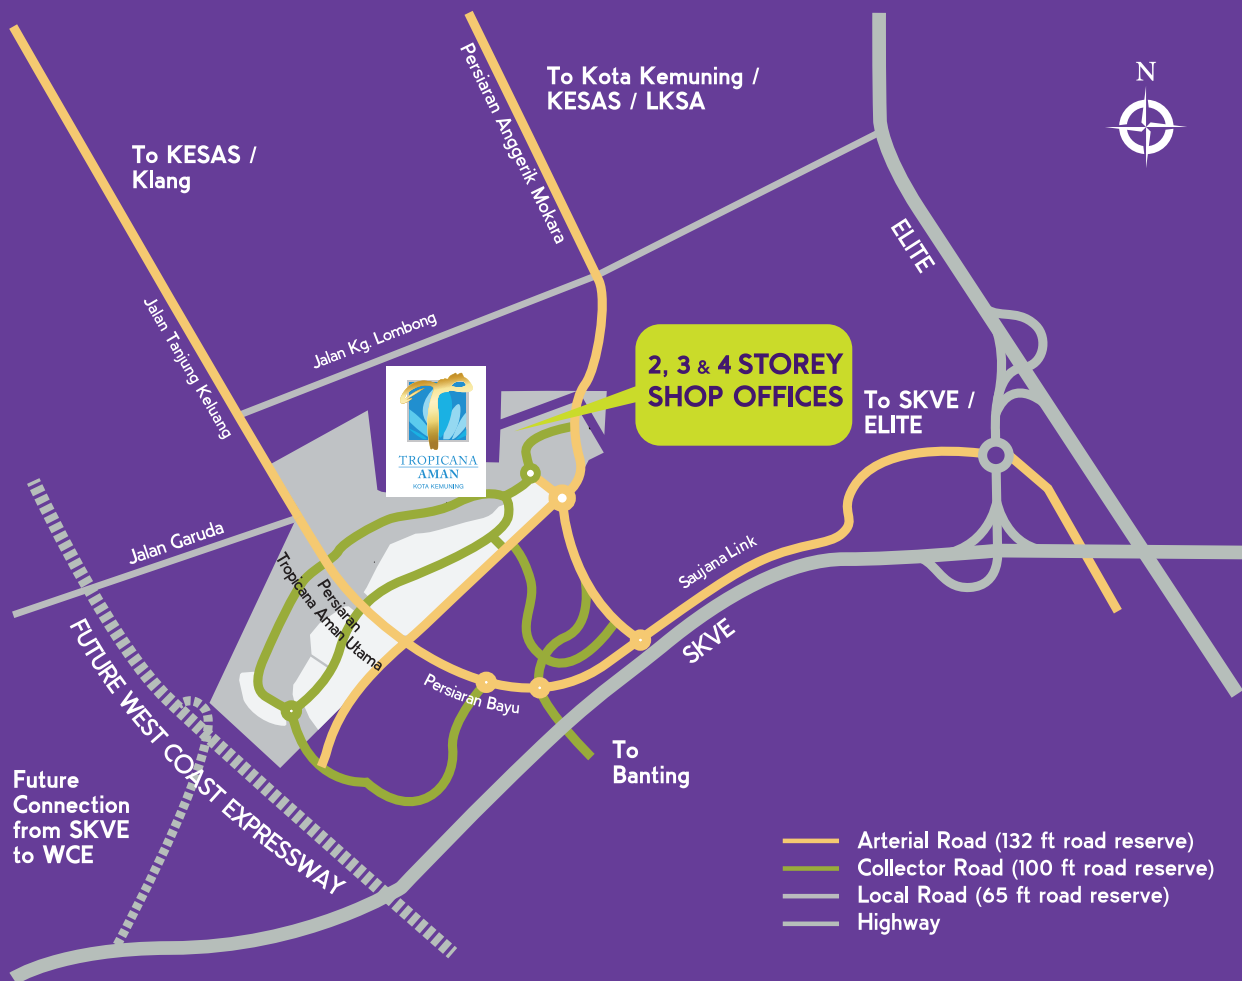 N
To Kota Kemuning /
KESAS / LKSA
Persiaran Anggerik Mokara
To KESAS /
Klang
ELITE
Jalan Tanjung Keluang
Jalan Kg. Lombong
2, 3 & 4 STOREY
SHOP OFFICES
To SKVE /
ELITE
TROPICANA
AMAN
KOTA KEMUNING
Jalan Garuda
Saujana Link
Persiaran
Tropicana Aman Utama
SKVE
Persiaran Bayu
FUTURE WEST COAST EXPRESSWAY
To
Banting
Future
Connection
from SKVE
to WCE
Arterial Road (132 ft road reserve)
Collector Road (100 ft road reserve)
Local Road (65 ft road reserve)
Highway